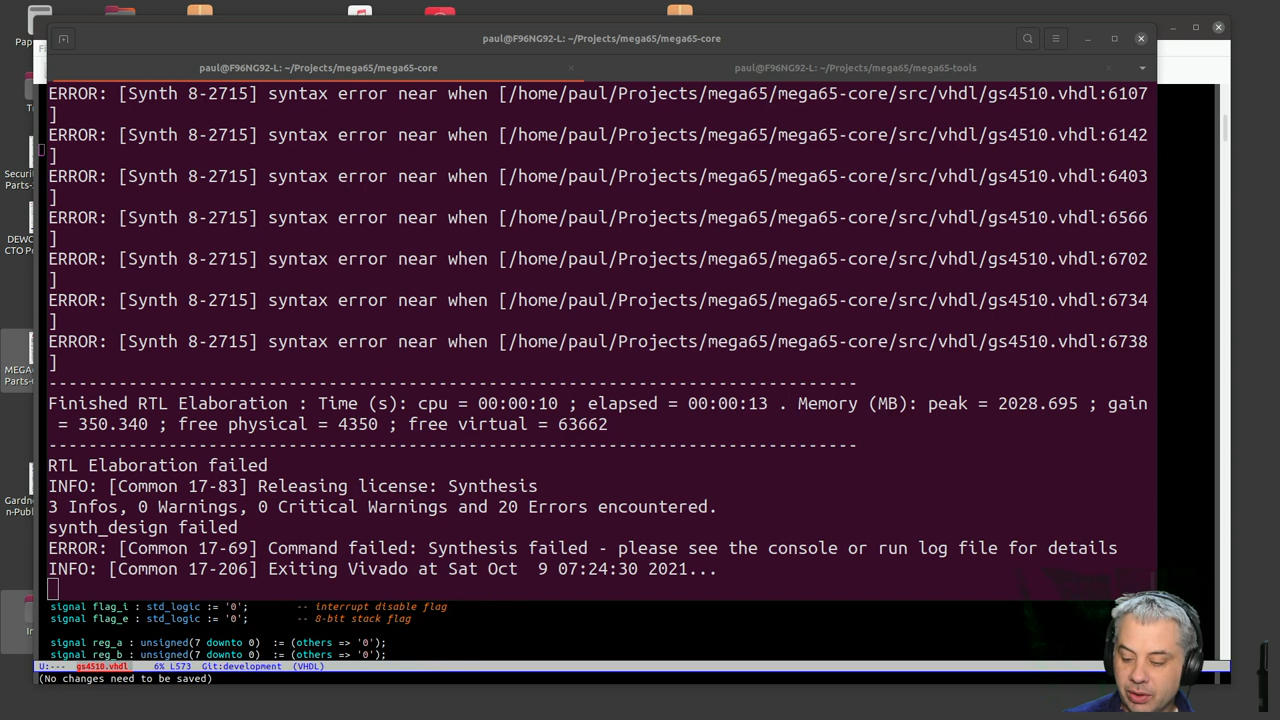 Pap
paul@F96NG92-L: ~/Projects/mega65/mega65-core
paul@F96NG92-L: ~/Projects/mega65/mega65-core
paul@F96NG92-L: ~/Projects/mega65/mega65-tools
ERROR: [Synth 8-2715] syntax error near when [/home/paul/Projects/mega65/mega65-core/src/vhdl/gs4510.vhdl:6107
]
ERROR: [Synth 8-2715] syntax error near when [/home/paul/Projects/mega65/mega65-core/src/vhdl/gs4510.vhdl:6142
]
ERROR: [Synth 8-2715] syntax error near when [/home/paul/Projects/mega65/mega65-core/src/vhdl/gs4510.vhdl:6403
]
ERROR: [Synth 8-2715] syntax error near when [/home/paul/Projects/mega65/mega65-core/src/vhdl/gs4510.vhdl:6566
]
ERROR: [Synth 8-2715] syntax error near when [/home/paul/Projects/mega65/mega65-core/src/vhdl/gs4510.vhdl:6702
]
ERROR: [Synth 8-2715] syntax error near when [/home/paul/Projects/mega65/mega65-core/src/vhdl/gs4510.vhdl:6734
]
ERROR: [Synth 8-2715] syntax error near when [/home/paul/Projects/mega65/mega65-core/src/vhdl/gs4510.vhdl:6738
]
---------------------------------------------------------------------------------
Finished RTL Elaboration : Time (s): cpu = 00:00:10 ; elapsed = 00:00:13 . Memory (MB): peak = 2028.695 ; gain
= 350.340 ; free physical = 4350 ; free virtual = 63662
---------------------------------------------------------------------------------
RTL Elaboration failed
INFO: [Common 17-83] Releasing license: Synthesis
3 Infos, 0 Warnings, 0 Critical Warnings and 20 Errors encountered.
synth_design failed
ERROR: [Common 17-69] Command failed: Synthesis failed - please see the console or run log file for details
INFO: [Common 17-206] Exiting Vivado at Sat Oct  9 07:24:30 2021...
signal flag_i : std_logic := '0';        -- interrupt disable flag
signal flag_e : std_logic := '0';        -- 8-bit stack flag
signal reg_a : unsigned(7 downto 0)  := (others => '0');
signal reg_b : unsigned(7 downto 0)  := (others => '0');
U:---  gs4510.vhdl    6% L573  Git:development  (VHDL)
(No changes need to be saved)
Tr
Securit
Parts-
DEWC
CTO Pr
MEGA
Parts-
Gardne
n-Publ
In